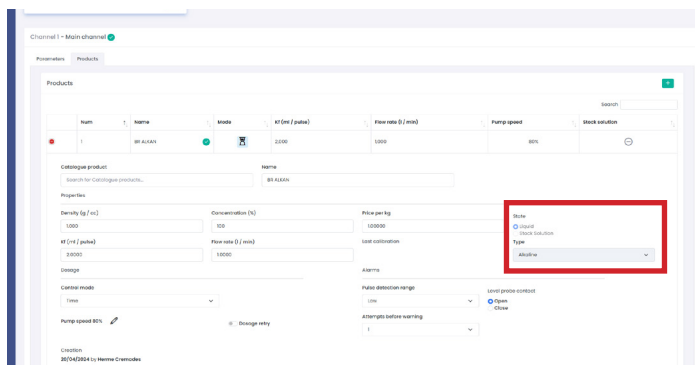 Channel 1 - Main channel
Parameters Products
Products
+
Search
Num Name Mode Kf (ml / pulse) Flow rate (l / min) Pump speed Stock solution
1 BR ALKAN 2,000 1,000 80%
Catalogue product Name
Search for Catalogue products... BR ALKAN
Properties
Density (g / cc) Concentration (%) Price per kg State
1.000 100 1.00000 Liquid
Stock Solution
Kf (ml / pulse) Flow rate (l / min) Last calibration Type
2.0000 1.0000 Alkaline
Dosage Alarms
Control mode Pulse detection range Level probe contact
Timer Low Open
Close
Pump speed 80% Dosage retry Attempts before warning
1
Creation
30/04/2024 by Herme Cremades